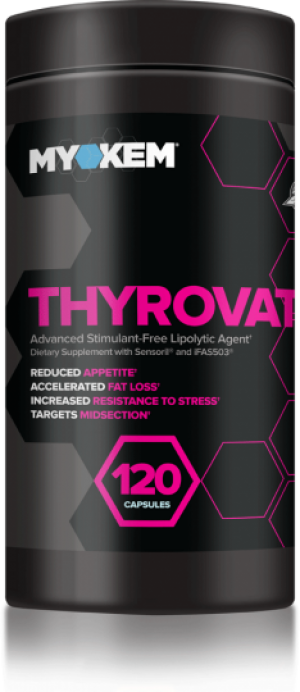 MYOKEM®
THYROVAT
Advanced Stimulant-Free Lipolytic Agent†
Dietary Supplement with Sensoril® and iFAS503®
REDUCED APPETITE†
ACCELERATED FAT LOSS†
INCREASED RESISTANCE TO STRESS†
TARGETS MIDSECTION†
120
CAPSULES